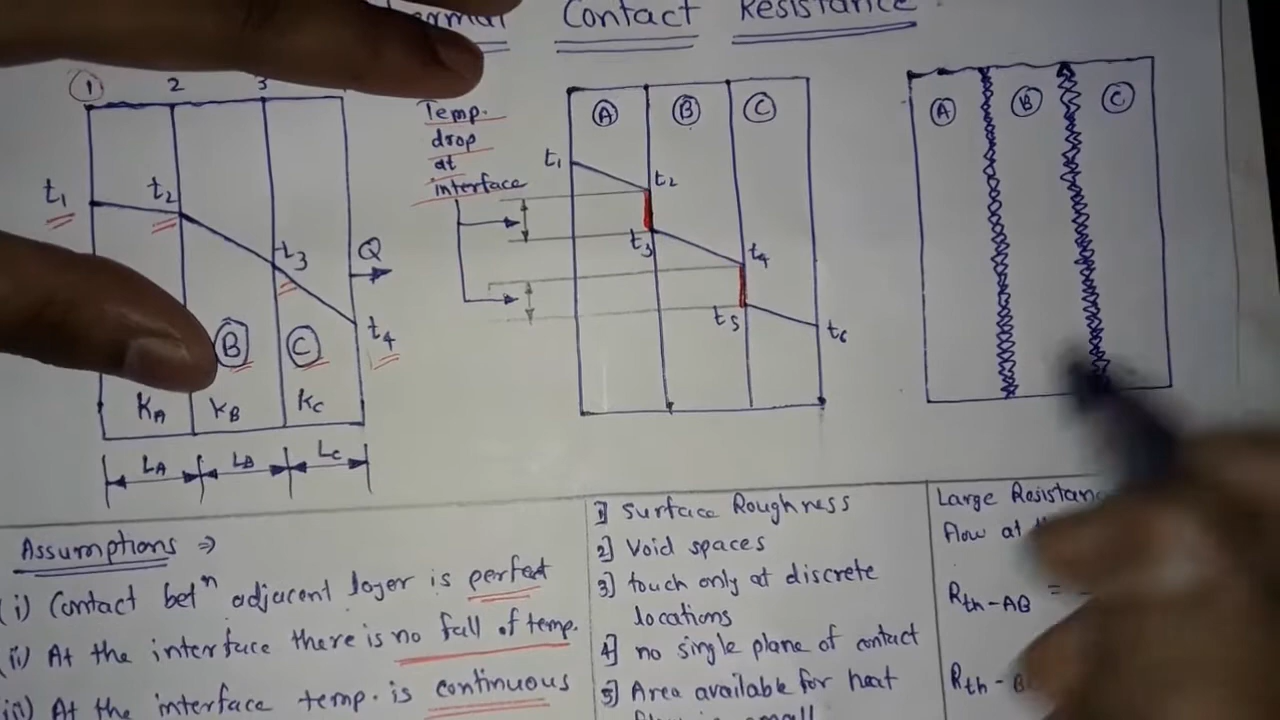 Contact Resistance
1 2 3
t1 t2 t3 t4
Q
B C
KA KB KC
LA LB LC
Temp.
drop
at
interface
A B C
t1 t2 t3 t4 t5 t6
A B C
Assumptions ⇒
(i) Contact betn adjacent layer is perfect
(ii) At the interface there is no fall of temp.
(iii) At the interface temp. is continuous
1] Surface Roughness
2] Void spaces
3] touch only at discrete
locations
4] no single plane of contact
5] Area available for heat
flow is small
Large
flow at
Rth-AB =
Rth-B